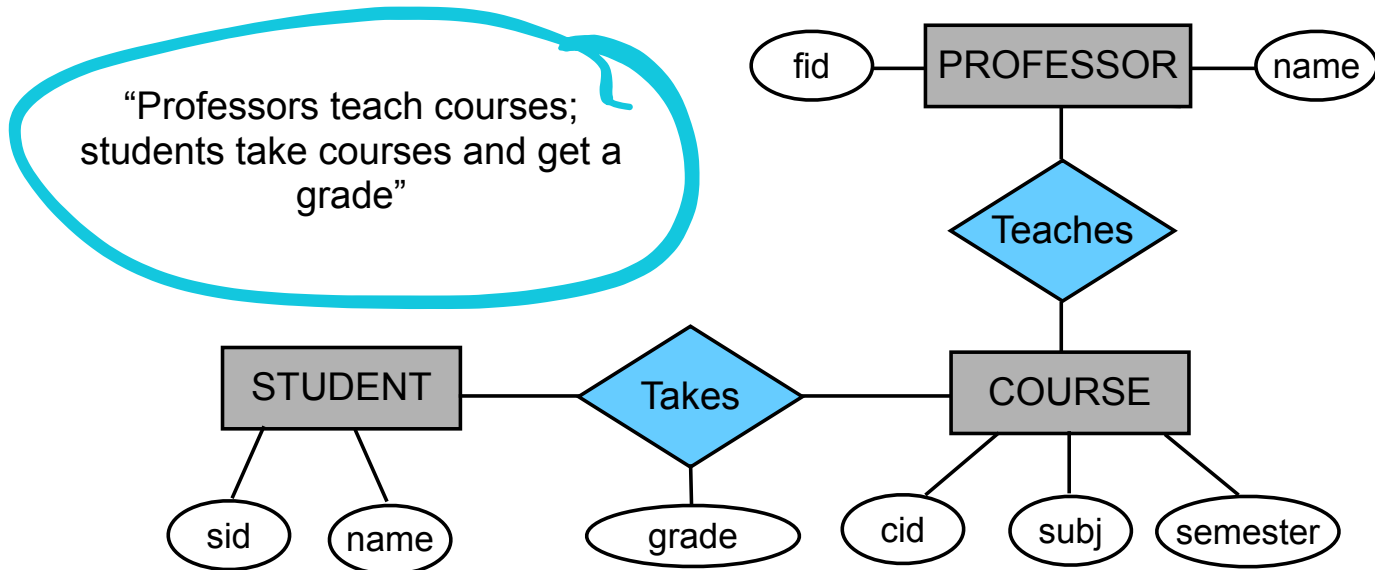 “Professors teach courses;
students take courses and get a
grade”
fid
PROFESSOR
name
Teaches
STUDENT
Takes
COURSE
sid
name
grade
cid
subj
semester